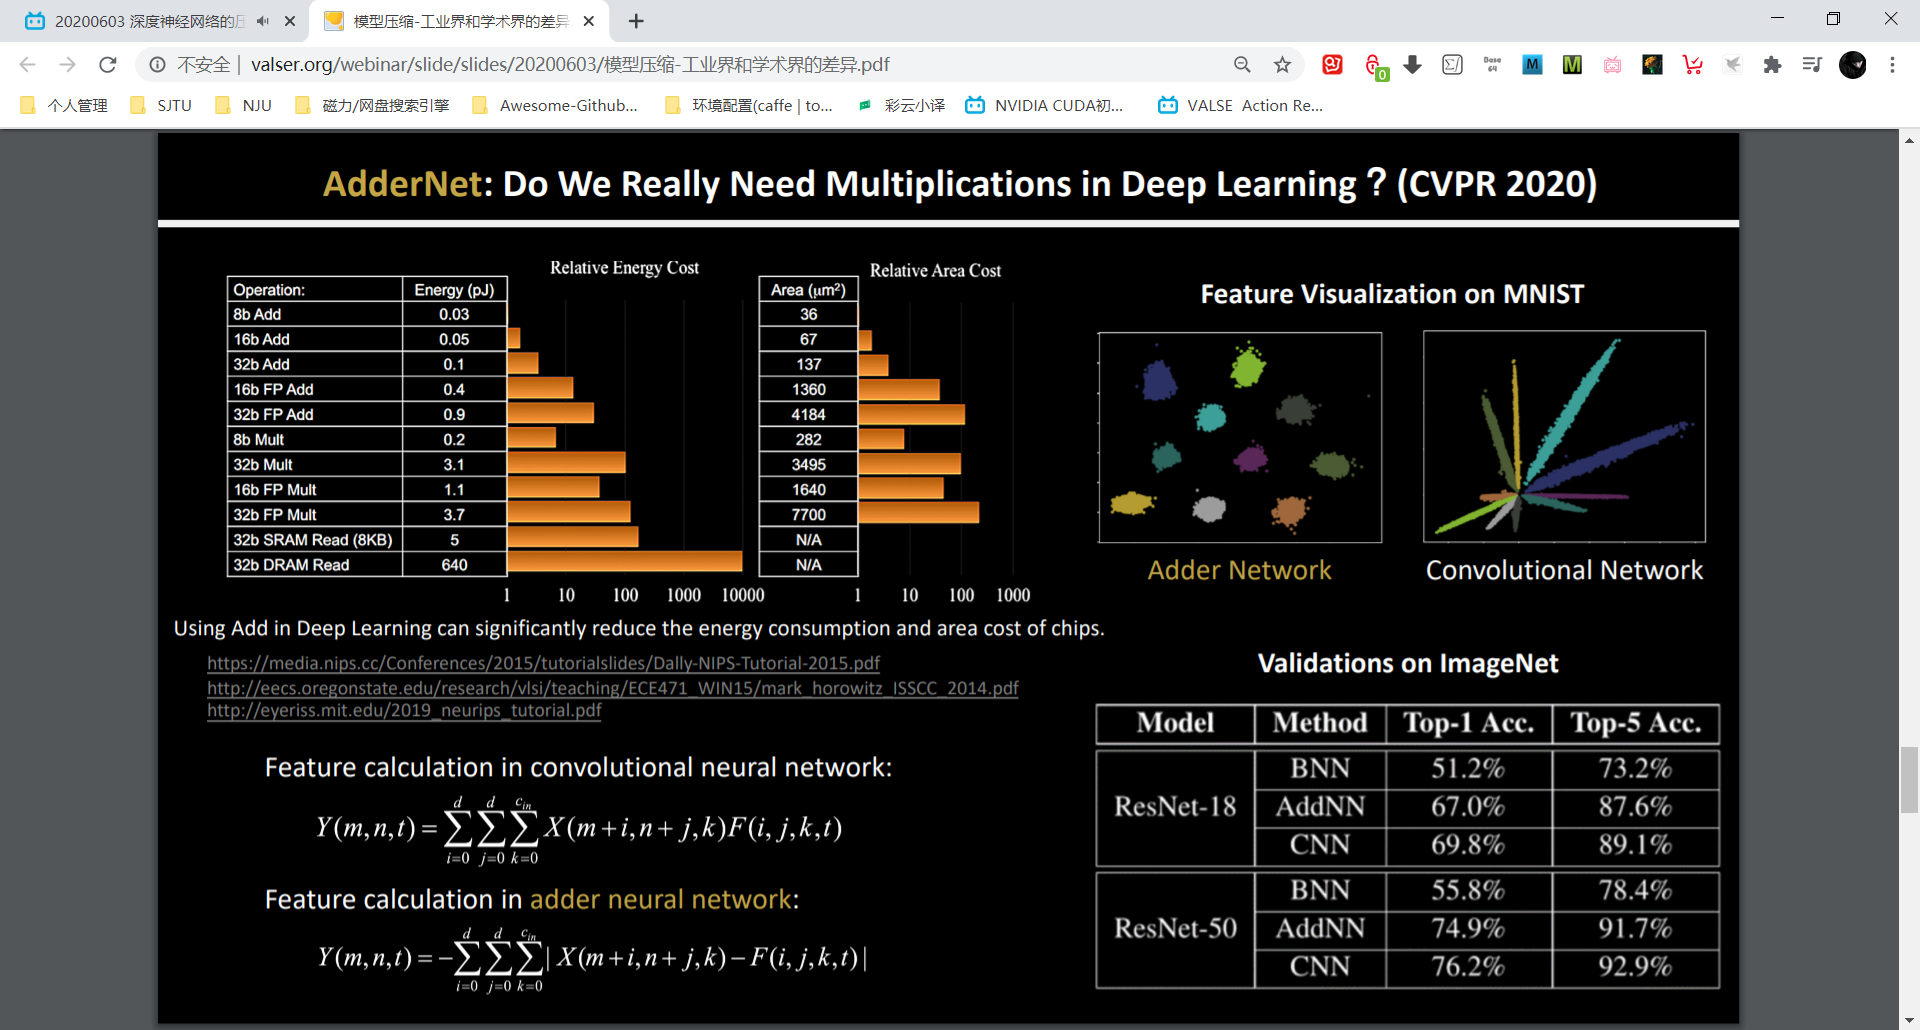 20200603 深度神经网络的压
模型压缩-工业界和学术界的差异
不安全 | valser.org/webinar/slide/slides/20200603/模型压缩-工业界和学术界的差异.pdf
0
Base 64
M
M
个人管理 SJTU NJU 磁力/网盘搜索引擎 Awesome-Github... 环境配置(caffe | to... 彩云小译 NVIDIA CUDA初... VALSE Action Re...
AdderNet: Do We Really Need Multiplications in Deep Learning？(CVPR 2020)
Relative Energy Cost
Relative Area Cost
Operation: Energy (pJ) Area (μm²)
8b Add 0.03 36
16b Add 0.05 67
32b Add 0.1 137
16b FP Add 0.4 1360
32b FP Add 0.9 4184
8b Mult 0.2 282
32b Mult 3.1 3495
16b FP Mult 1.1 1640
32b FP Mult 3.7 7700
32b SRAM Read (8KB) 5 N/A
32b DRAM Read 640 N/A
1 10 100 1000 10000 1 10 100 1000
Using Add in Deep Learning can significantly reduce the energy consumption and area cost of chips.
https://media.nips.cc/Conferences/2015/tutorialslides/Dally-NIPS-Tutorial-2015.pdf
http://eecs.oregonstate.edu/research/vlsi/teaching/ECE471_WIN15/mark_horowitz_ISSCC_2014.pdf
http://eyeriss.mit.edu/2019_neurips_tutorial.pdf
Feature calculation in convolutional neural network:
Y(m,n,t) = ∑_{i=0}^{d} ∑_{j=0}^{d} ∑_{k=0}^{c_{in}} X(m+i,n+j,k)F(i,j,k,t)
Feature calculation in adder neural network:
Y(m,n,t) = −∑_{i=0}^{d} ∑_{j=0}^{d} ∑_{k=0}^{c_{in}} | X(m+i,n+j,k)−F(i,j,k,t) |
Feature Visualization on MNIST
Adder Network Convolutional Network
Validations on ImageNet
Model Method Top-1 Acc. Top-5 Acc.
ResNet-18
BNN 51.2% 73.2%
AddNN 67.0% 87.6%
CNN 69.8% 89.1%
ResNet-50
BNN 55.8% 78.4%
AddNN 74.9% 91.7%
CNN 76.2% 92.9%